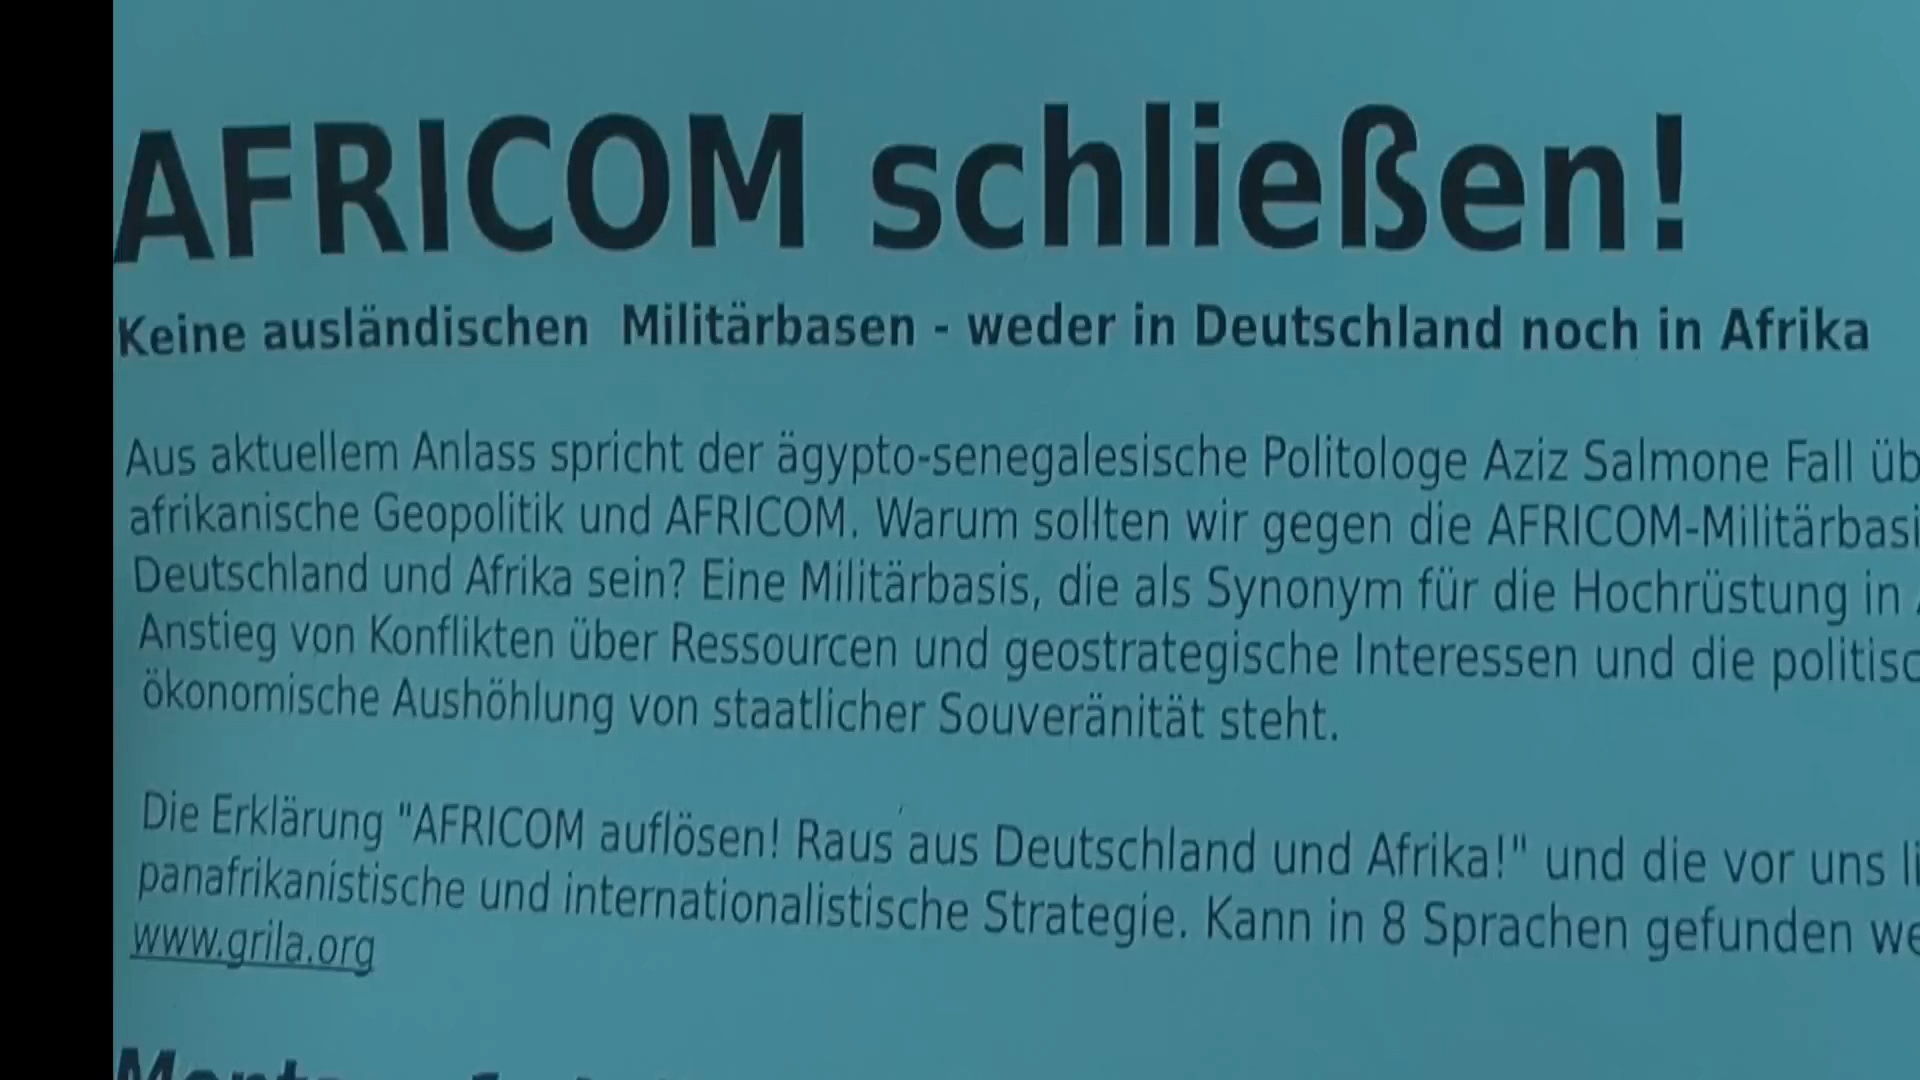 AFRICOM schließen!
Keine ausländischen Militärbasen - weder in Deutschland noch in Afrika
Aus aktuellem Anlass spricht der ägypto-senegalesische Politologe Aziz Salmone Fall üb
afrikanische Geopolitik und AFRICOM. Warum sollten wir gegen die AFRICOM-Militärbasi
Deutschland und Afrika sein? Eine Militärbasis, die als Synonym für die Hochrüstung in
Anstieg von Konflikten über Ressourcen und geostrategische Interessen und die politisc
ökonomische Aushöhlung von staatlicher Souveränität steht.
Die Erklärung "AFRICOM auflösen! Raus aus Deutschland und Afrika!" und die vor uns li
panafrikanistische und internationalistische Strategie. Kann in 8 Sprachen gefunden we
www.grila.org